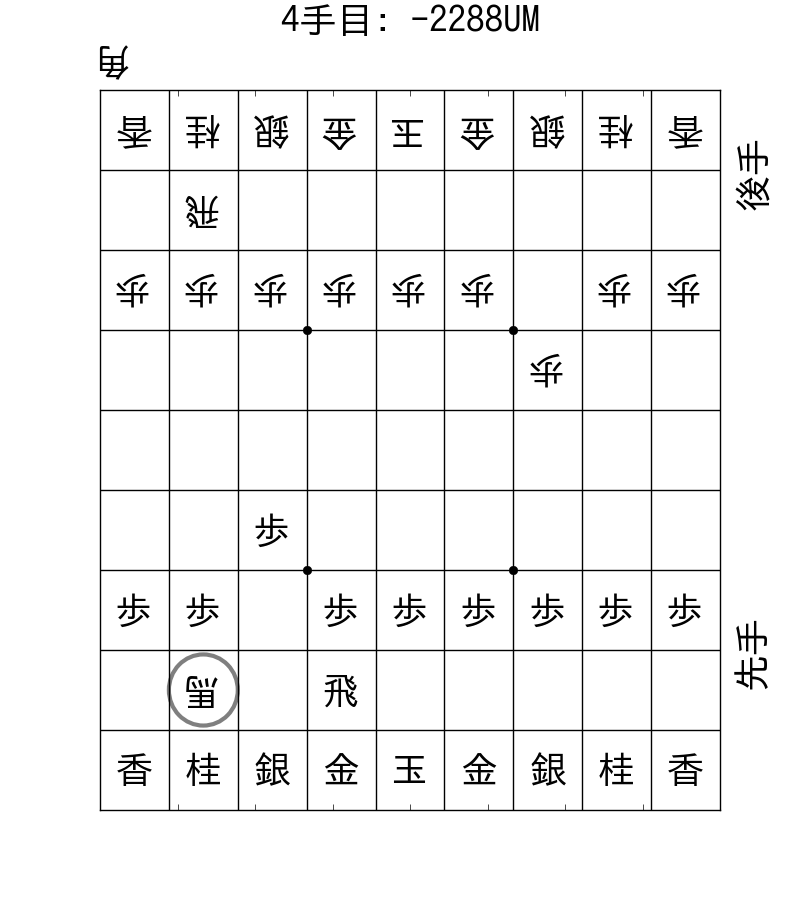 4手目: -2288UM
角
香 桂 銀 金 王 金 銀 桂 香
飛
歩 歩 歩 歩 歩 歩 歩 歩
歩
歩
歩 歩 歩 歩 歩 歩 歩 歩
馬 飛
香 桂 銀 金 玉 金 銀 桂 香
後手
先手